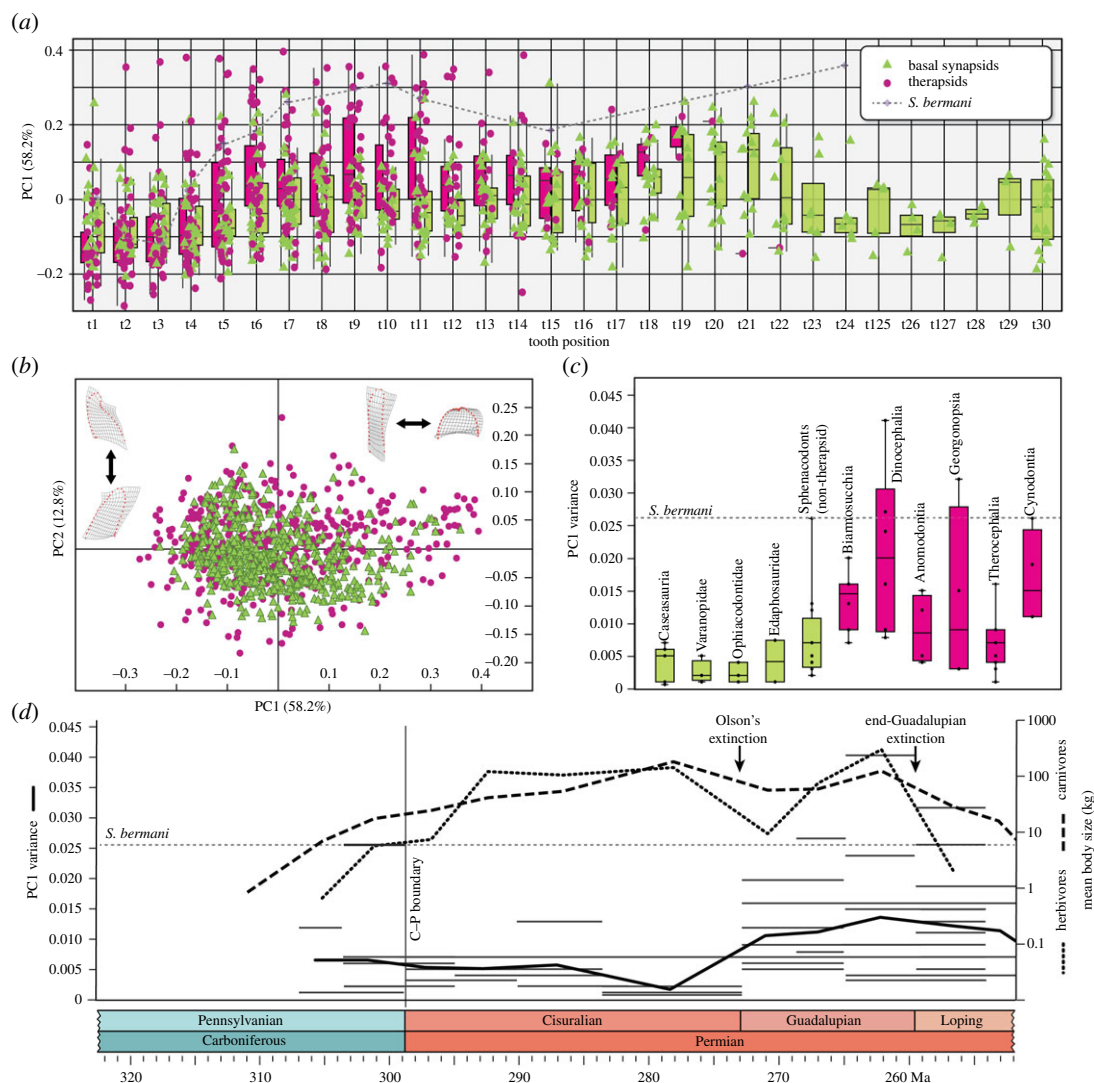 (a)
0.4
0.2
0
−0.2
PC1 (58.2%)
basal synapsids
therapsids
S. bermani
t1 t2 t3 t4 t5 t6 t7 t8 t9 t10 t11 t12 t13 t14 t15 t16 t17 t18 t19 t20 t21 t22 t23 t24 t125 t26 t127 t28 t29 t30
tooth position
(b)
0.25
0.20
0.15
0.10
0.05
−0.05
−0.10
−0.15
−0.20
PC2 (12.8%)
−0.3 −0.2 −0.1 0.1 0.2 0.3 0.4
PC1 (58.2%)
(c)
0.045
0.040
0.035
0.030
0.025
0.020
0.015
0.010
0.005
0
PC1 variance
S. bermani
Caseasauria
Varanopidae
Ophiacodontidae
Edaphosauridae
Sphenacodonts
(non-therapsid)
Biarmosucchia
Dinocephalia
Anomodontia
Georgonopsia
Therocephalia
Cynodontia
(d)
0.045
0.040
0.035
0.030
0.025
0.020
0.015
0.010
0.005
0
PC1 variance
S. bermani
C–P boundary
Olson's
extinction
end-Guadalupian
extinction
1000
100
10
1
0.1
carnivores
herbivores
mean body size (kg)
Pennsylvanian
Cisuralian
Guadalupian
Loping
Carboniferous
Permian
320 310 300 290 280 270 260 Ma